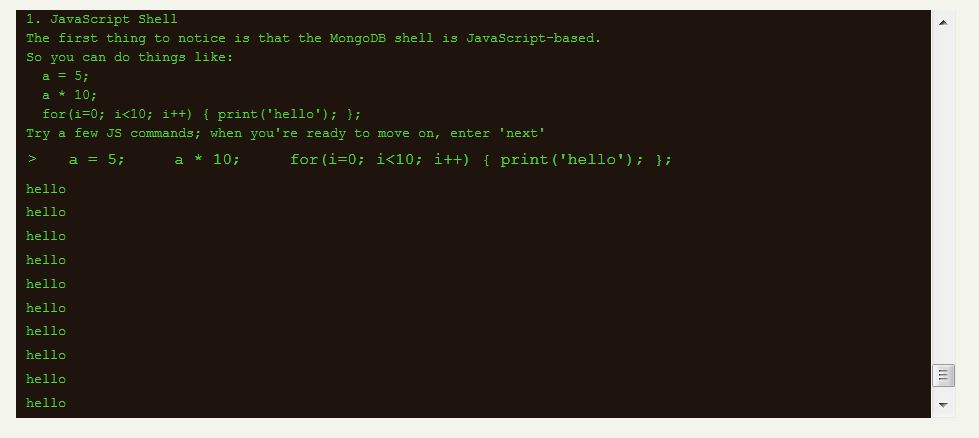 1. JavaScript Shell
The first thing to notice is that the MongoDB shell is JavaScript-based.
So you can do things like:
  a = 5;
  a * 10;
  for(i=0; i<10; i++) { print('hello'); };
Try a few JS commands; when you're ready to move on, enter 'next'
>   a = 5;     a * 10;     for(i=0; i<10; i++) { print('hello'); };
hello
hello
hello
hello
hello
hello
hello
hello
hello
hello